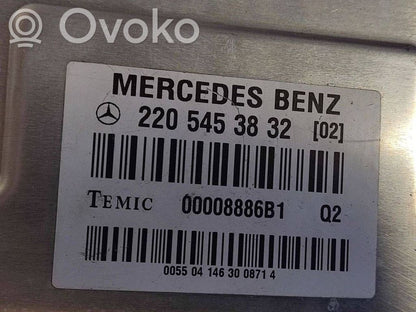 Ovoko
MERCEDES BENZ
220 545 38 32 [02]
TEMIC 00008886B1 Q2
0055 04 146 30 0871 4